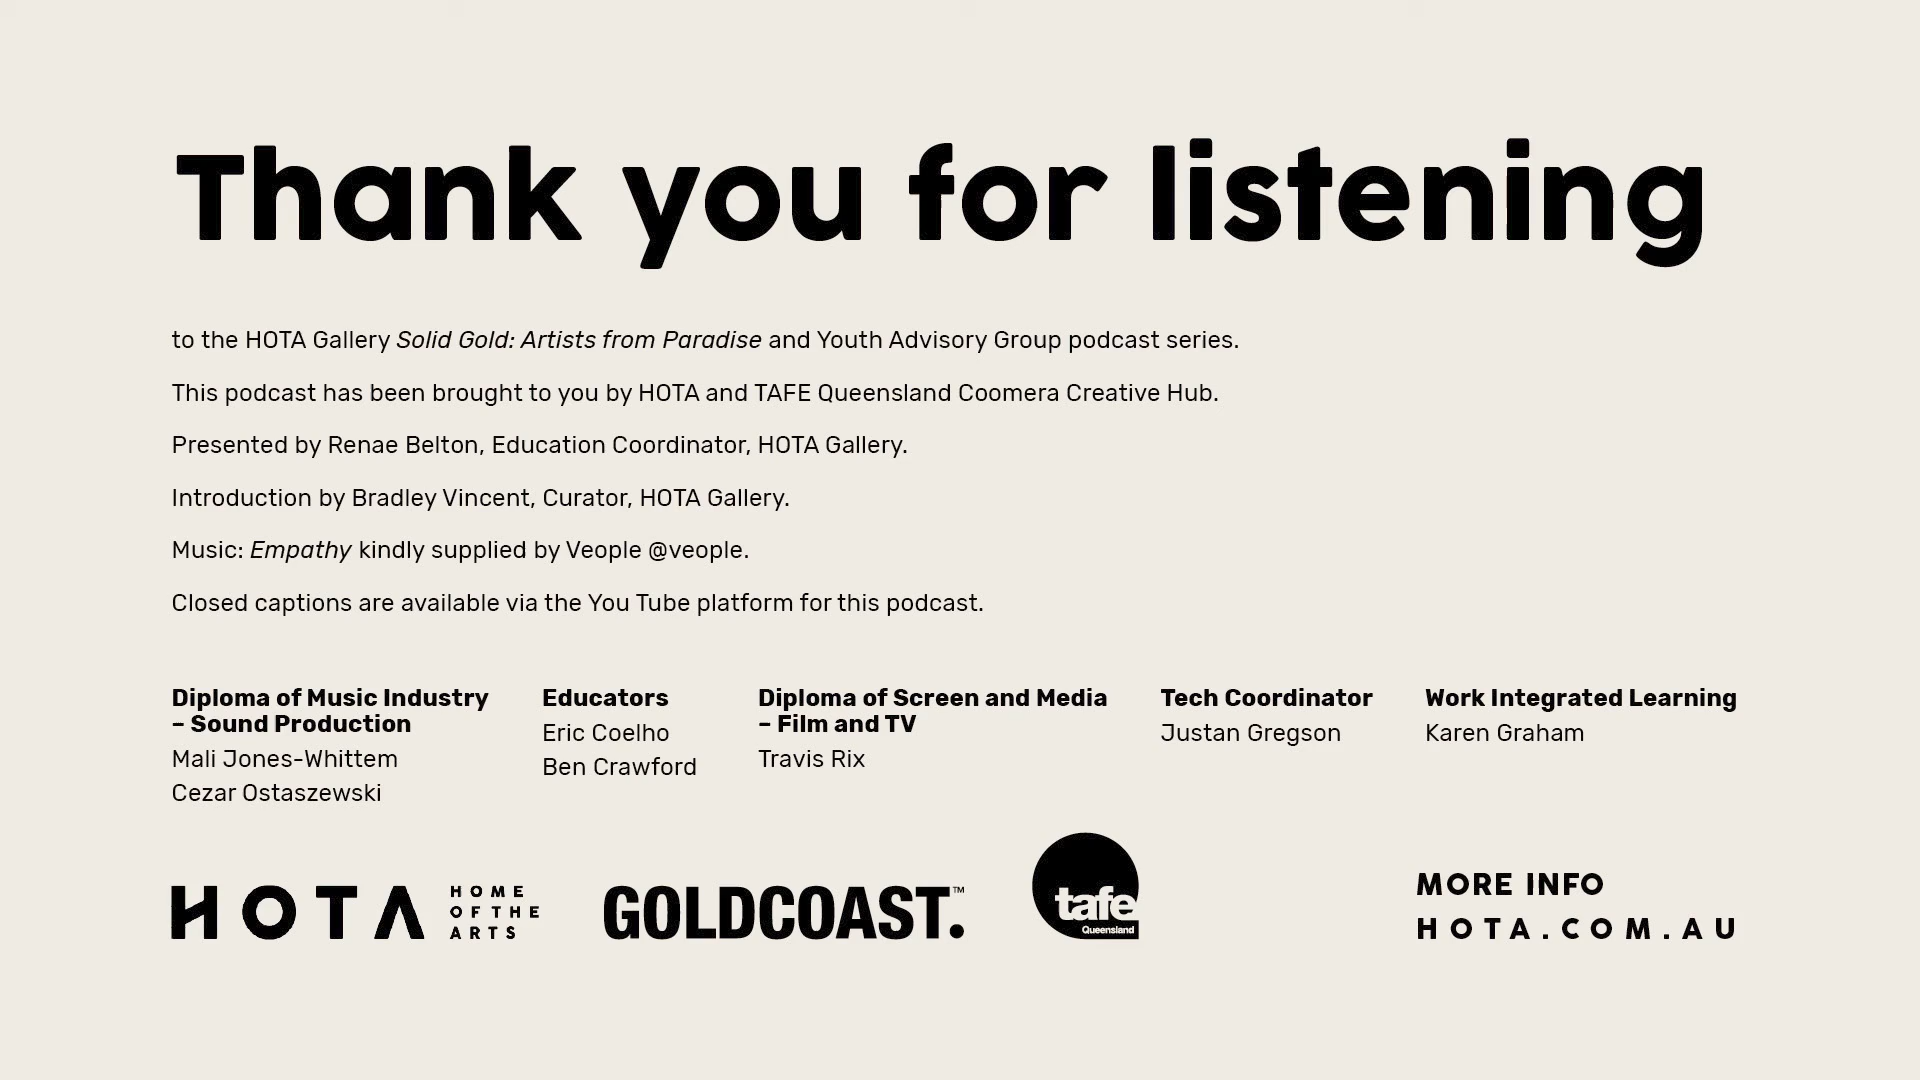 Thank you for listening
to the HOTA Gallery Solid Gold: Artists from Paradise and Youth Advisory Group podcast series.
This podcast has been brought to you by HOTA and TAFE Queensland Coomera Creative Hub.
Presented by Renae Belton, Education Coordinator, HOTA Gallery.
Introduction by Bradley Vincent, Curator, HOTA Gallery.
Music: Empathy kindly supplied by Veople @veople.
Closed captions are available via the You Tube platform for this podcast.
Diploma of Music Industry
– Sound Production
Mali Jones-Whittem
Cezar Ostaszewski
Educators
Eric Coelho
Ben Crawford
Diploma of Screen and Media
– Film and TV
Travis Rix
Tech Coordinator
Justan Gregson
Work Integrated Learning
Karen Graham
HOTA
HOME
OF THE
ARTS
GOLDCOAST.™
tafe
Queensland
MORE INFO
HOTA.COM.AU